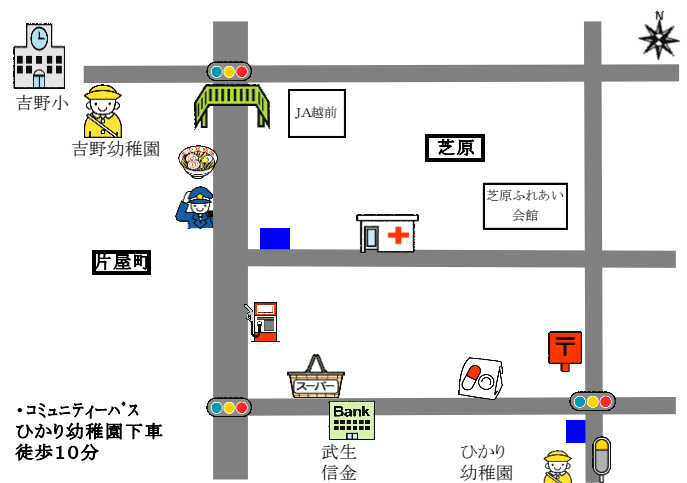 N
吉野小
吉野幼稚園
JA越前
芝原
芝原ふれあい
会館
片屋町
〒
スーパー
Bank
武生
信金
ひかり
幼稚園
・コミュニティーバス
ひかり幼稚園下車
徒歩10分